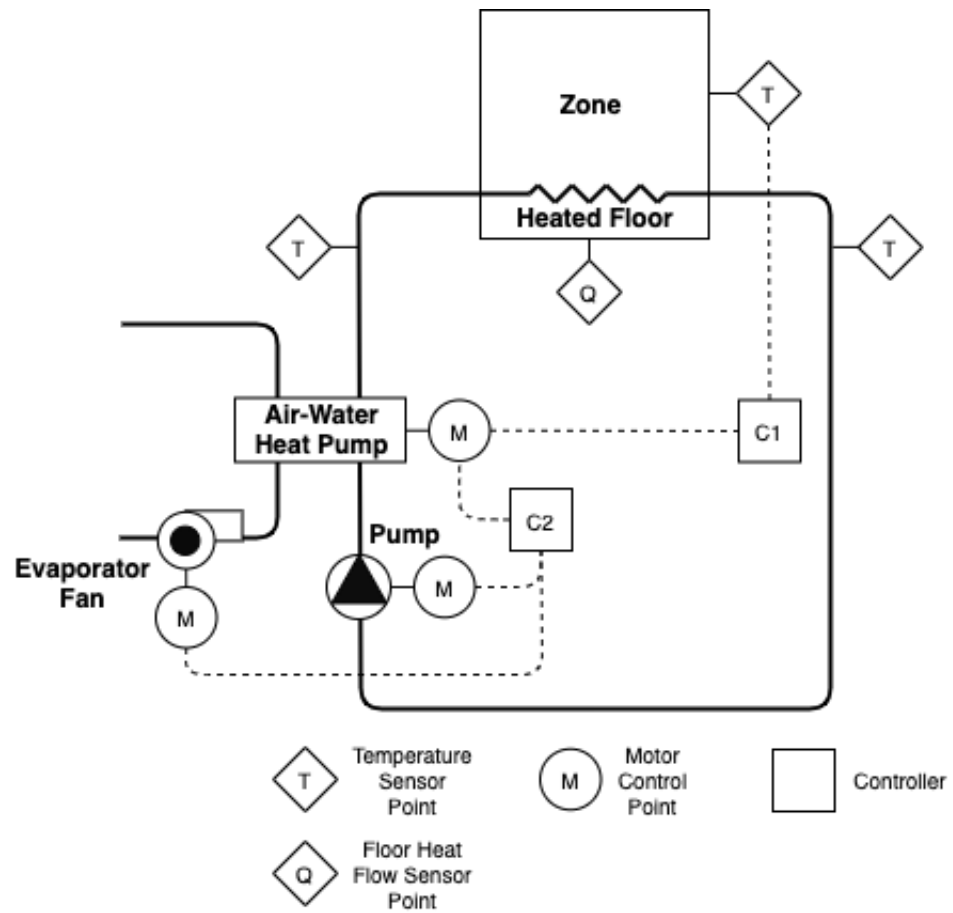 Zone
T
Heated Floor
T
T
Q
Air-Water
Heat Pump
M
C1
C2
Pump
M
Evaporator
Fan
M
T
Temperature
Sensor
Point
M
Motor
Control
Point
Controller
Q
Floor Heat
Flow Sensor
Point